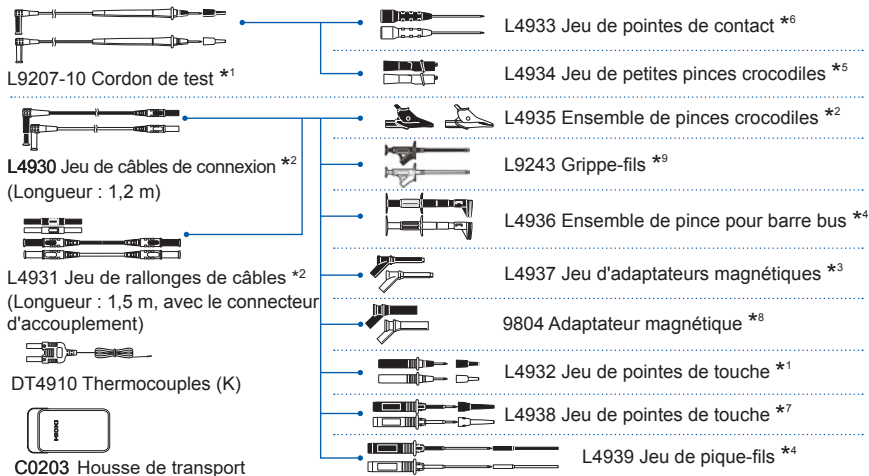 L9207-10 Cordon de test *1
L4930 Jeu de câbles de connexion *2
(Longueur : 1,2 m)
L4931 Jeu de rallonges de câbles *2
(Longueur : 1,5 m, avec le connecteur
d'accouplement)
DT4910 Thermocouples (K)
HIOKI
C0203 Housse de transport
L4933 Jeu de pointes de contact *6
L4934 Jeu de petites pinces crocodiles *5
L4935 Ensemble de pinces crocodiles *2
L9243 Grippe-fils *9
L4936 Ensemble de pince pour barre bus *4
L4937 Jeu d'adaptateurs magnétiques *3
9804 Adaptateur magnétique *8
L4932 Jeu de pointes de touche *1
L4938 Jeu de pointes de touche *7
L4939 Jeu de pique-fils *4